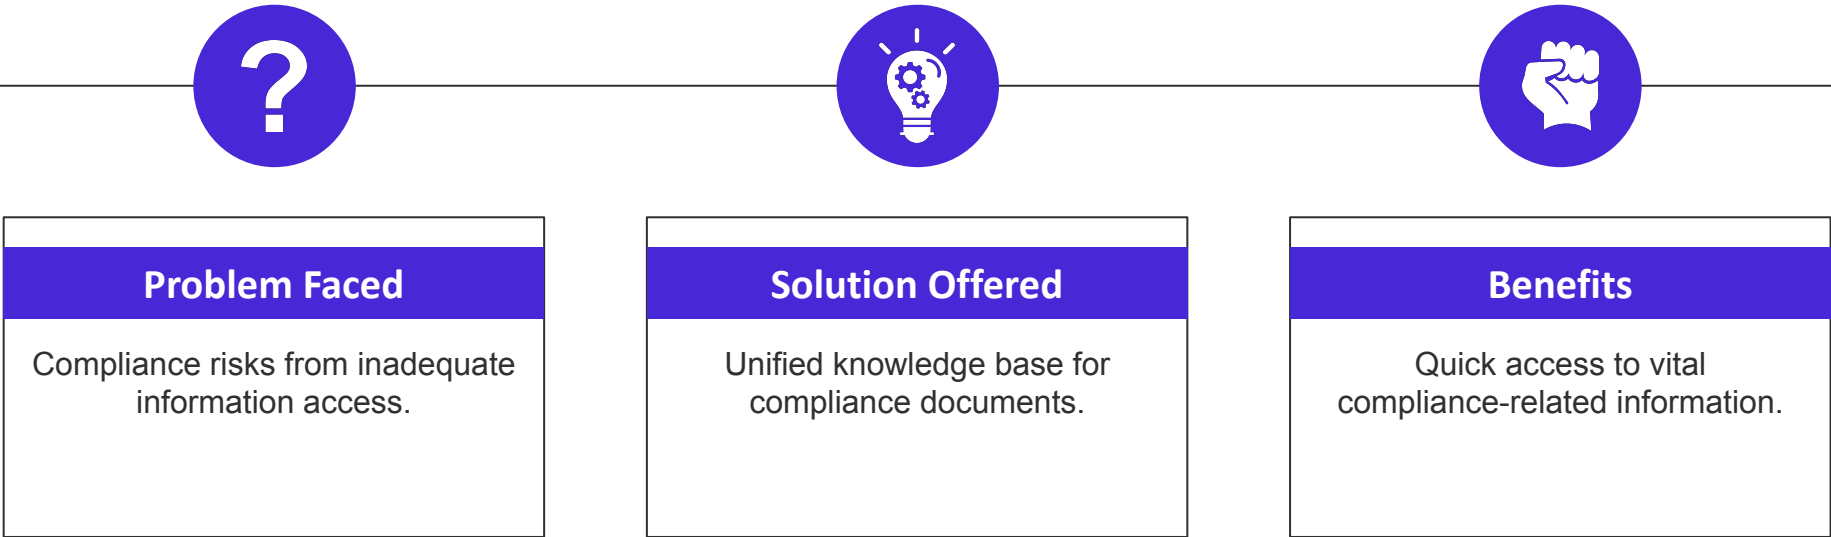 ?
Problem Faced
Compliance risks from inadequate
information access.
Solution Offered
Unified knowledge base for
compliance documents.
Benefits
Quick access to vital
compliance-related information.